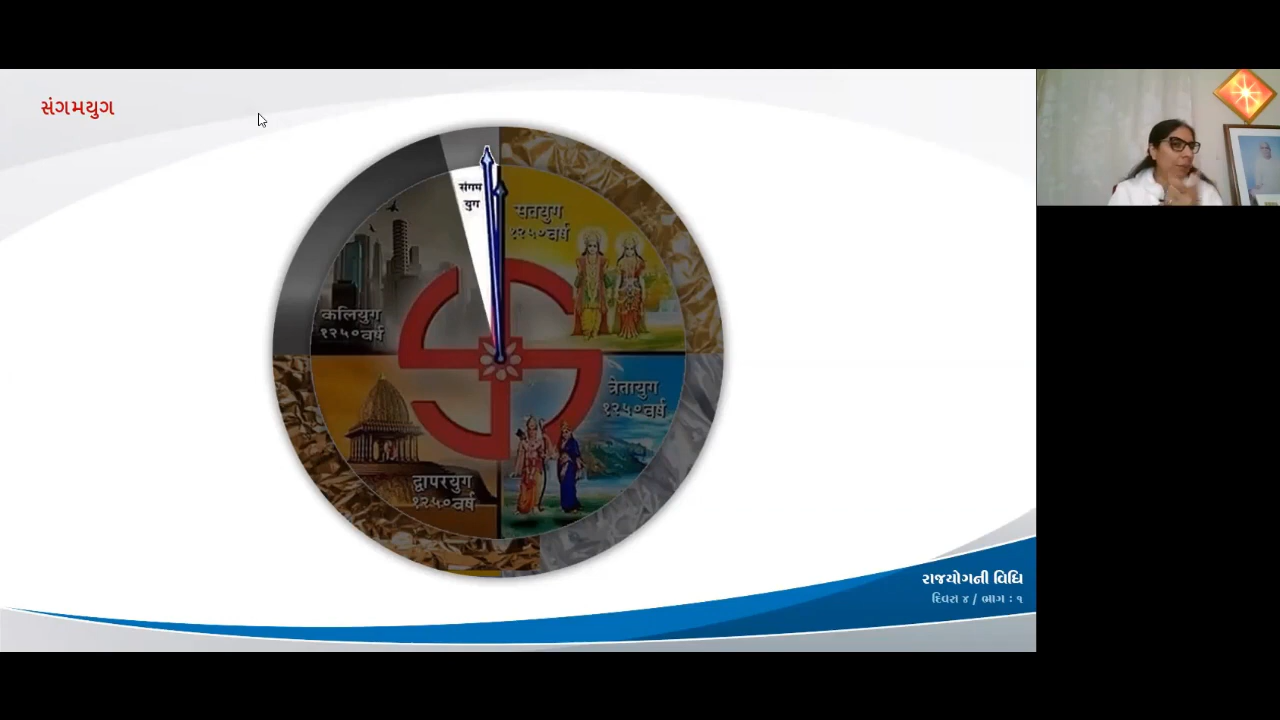 સંગમયુગ
संगम
युग
सतयुग
१२५०वर्ष
कलियुग
१२५०वर्ष
त्रेतायुग
१२५०वर्ष
द्वापरयुग
१२५०वर्ष
રાજયોગની વિધિ
દિવસ ૪ / ભાગ : ૧